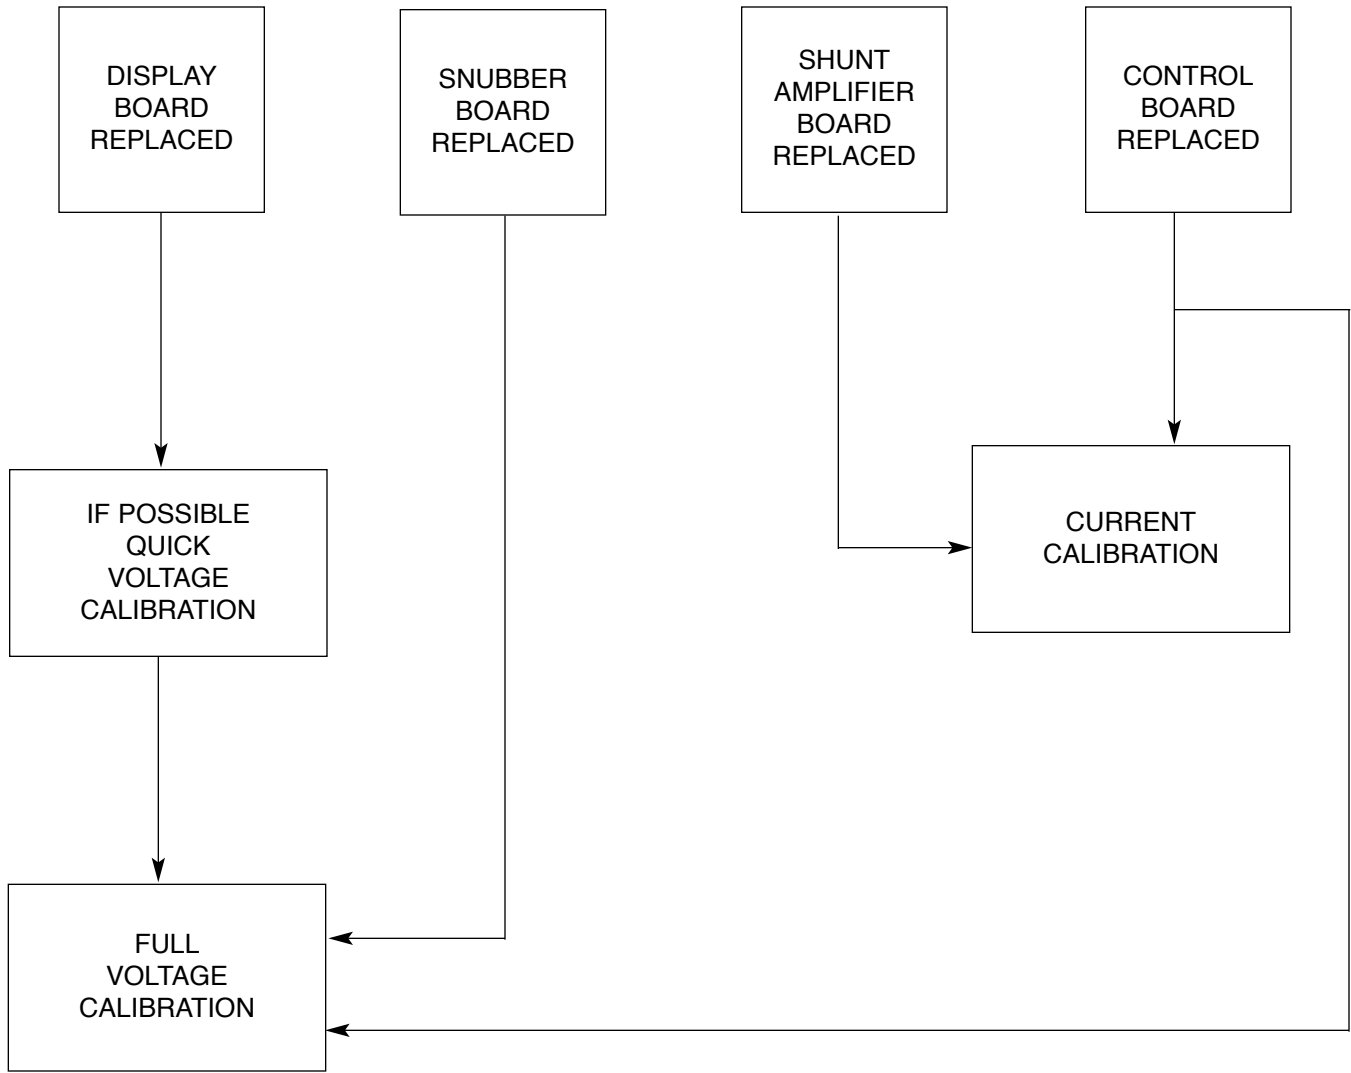 DISPLAY
BOARD
REPLACED
SNUBBER
BOARD
REPLACED
SHUNT
AMPLIFIER
BOARD
REPLACED
CONTROL
BOARD
REPLACED
IF POSSIBLE
QUICK
VOLTAGE
CALIBRATION
CURRENT
CALIBRATION
FULL
VOLTAGE
CALIBRATION